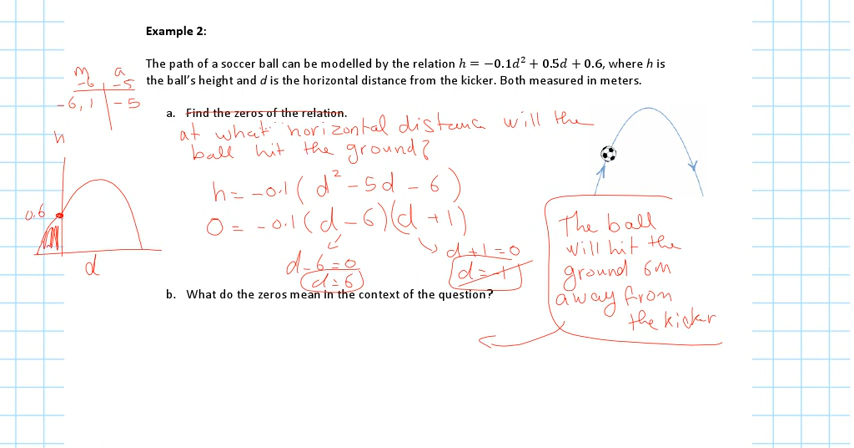 Example 2:
The path of a soccer ball can be modelled by the relation h = −0.1d² + 0.5d + 0.6, where h is
the ball's height and d is the horizontal distance from the kicker. Both measured in meters.
m a
-6 -5
-6, 1 -5
a. Find the zeros of the relation.
at what horizontal distance will the
ball hit the ground?
h = -0.1(d² - 5d - 6)
0 = -0.1(d - 6)(d + 1)
d - 6 = 0
d = 6
d + 1 = 0
d = -1
h
0.6
d
The ball
will hit the
ground 6m
away from
the kicker
b. What do the zeros mean in the context of the question?